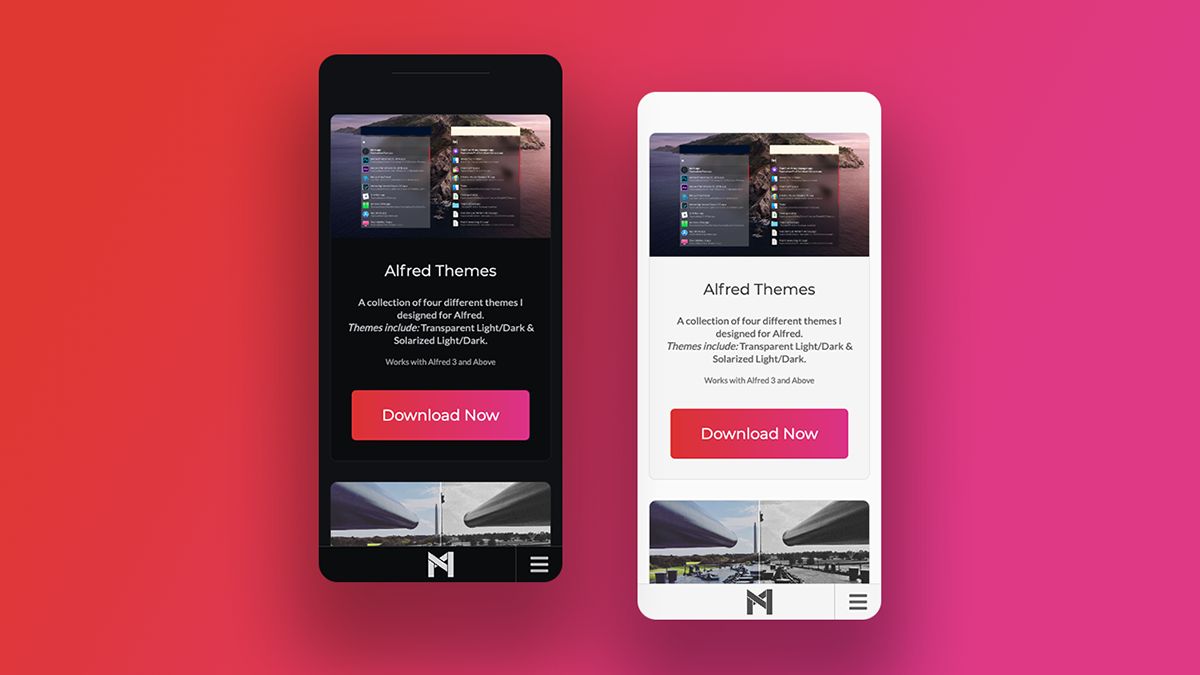 Alfred Themes
A collection of four different themes I
designed for Alfred.
Themes include: Transparent Light/Dark &
Solarized Light/Dark.
Works with Alfred 3 and Above
Download Now
Alfred Themes
A collection of four different themes I
designed for Alfred.
Themes include: Transparent Light/Dark &
Solarized Light/Dark.
Works with Alfred 3 and Above
Download Now